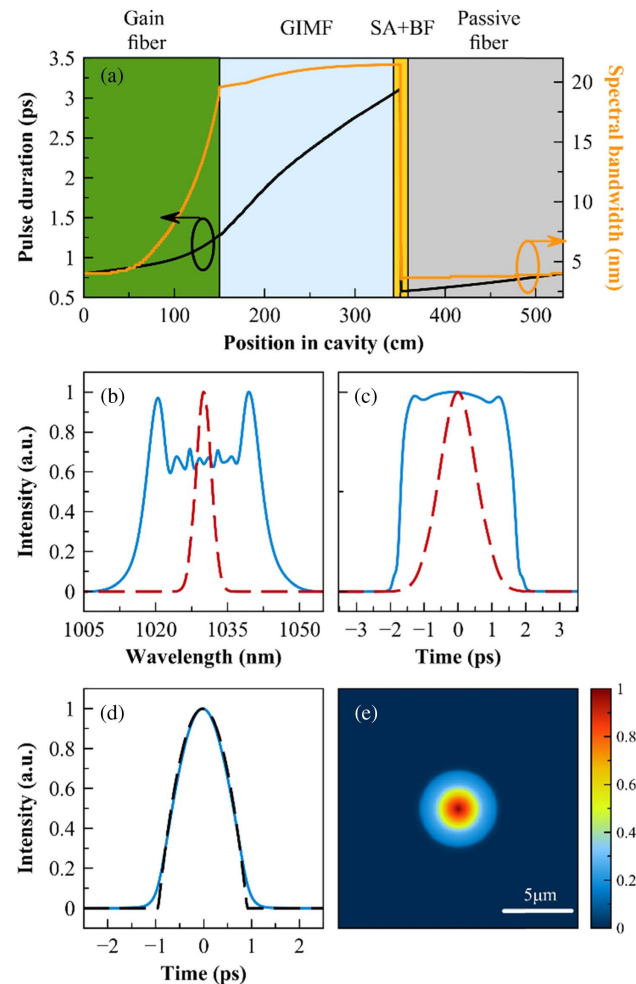 Gain fiber GIMF SA+BF Passive fiber
(a)
3.5
3
2.5
2
1.5
1
0.5
Pulse duration (ps)
20
15
10
5
Spectral bandwidth (nm)
0 100 200 300 400 500
Position in cavity (cm)
(b)
1
0.8
0.6
0.4
0.2
0
Intensity (a.u.)
1005 1020 1035 1050
Wavelength (nm)
(c)
−3 −2 −1 0 1 2 3
Time (ps)
(d)
1
0.8
0.6
0.4
0.2
0
Intensity (a.u.)
−2 −1 0 1 2
Time (ps)
(e)
5μm
1
0.8
0.6
0.4
0.2
0